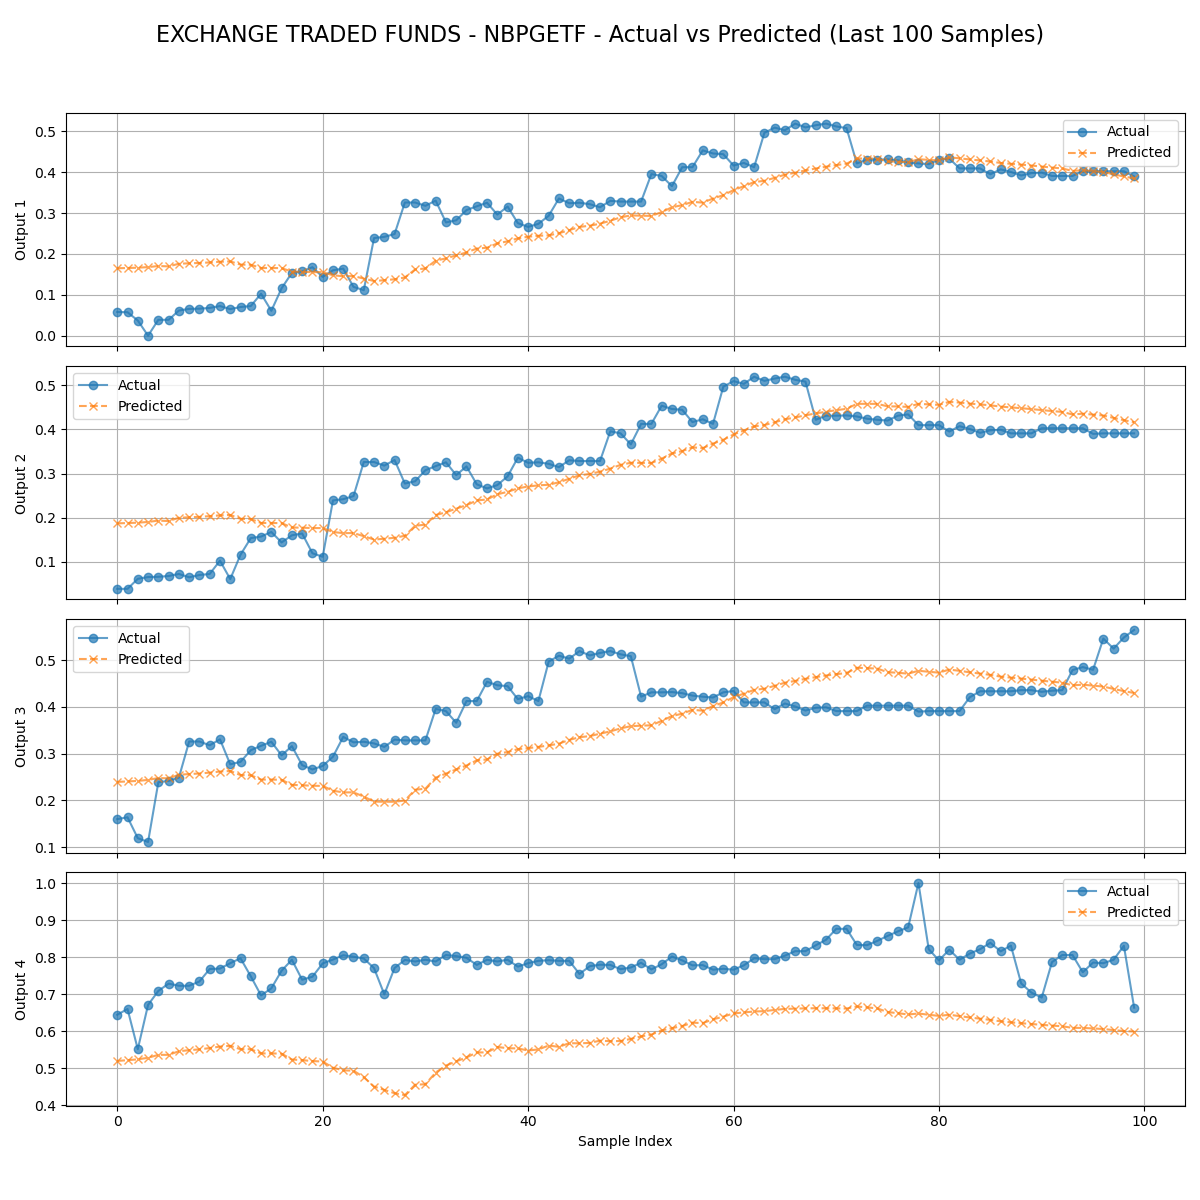 EXCHANGE TRADED FUNDS - NBPGETF - Actual vs Predicted (Last 100 Samples)
Output 1
0.5
0.4
0.3
0.2
0.1
0.0
Actual
Predicted
Output 2
0.5
0.4
0.3
0.2
0.1
Actual
Predicted
Output 3
0.5
0.4
0.3
0.2
0.1
Actual
Predicted
Output 4
1.0
0.9
0.8
0.7
0.6
0.5
0.4
Actual
Predicted
0 20 40 60 80 100
Sample Index